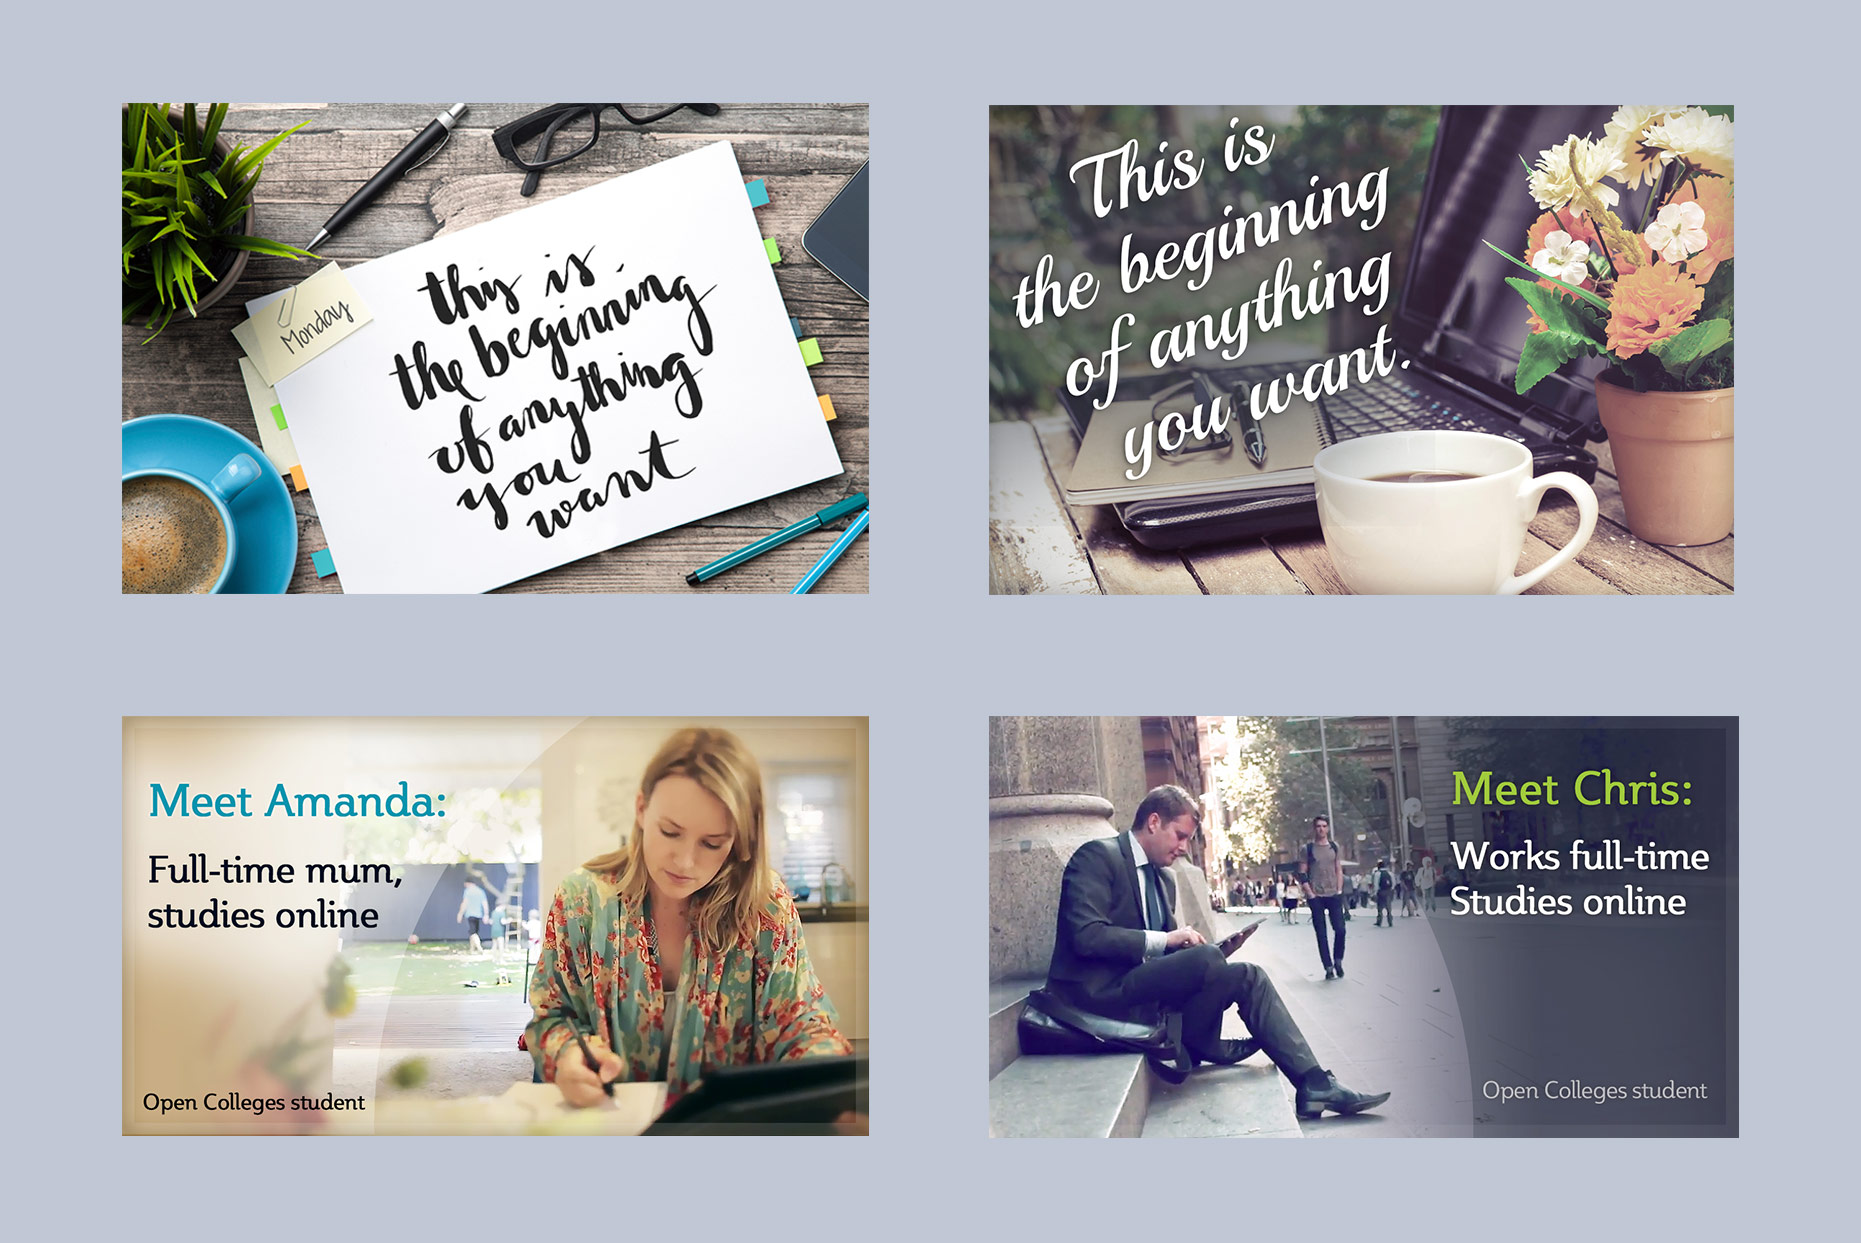 Monday
this is
the beginning
of anything
you
want
This is
the beginning
of anything
you want.
Meet Amanda:
Full-time mum,
studies online
Open Colleges student
Meet Chris:
Works full-time
Studies online
Open Colleges student